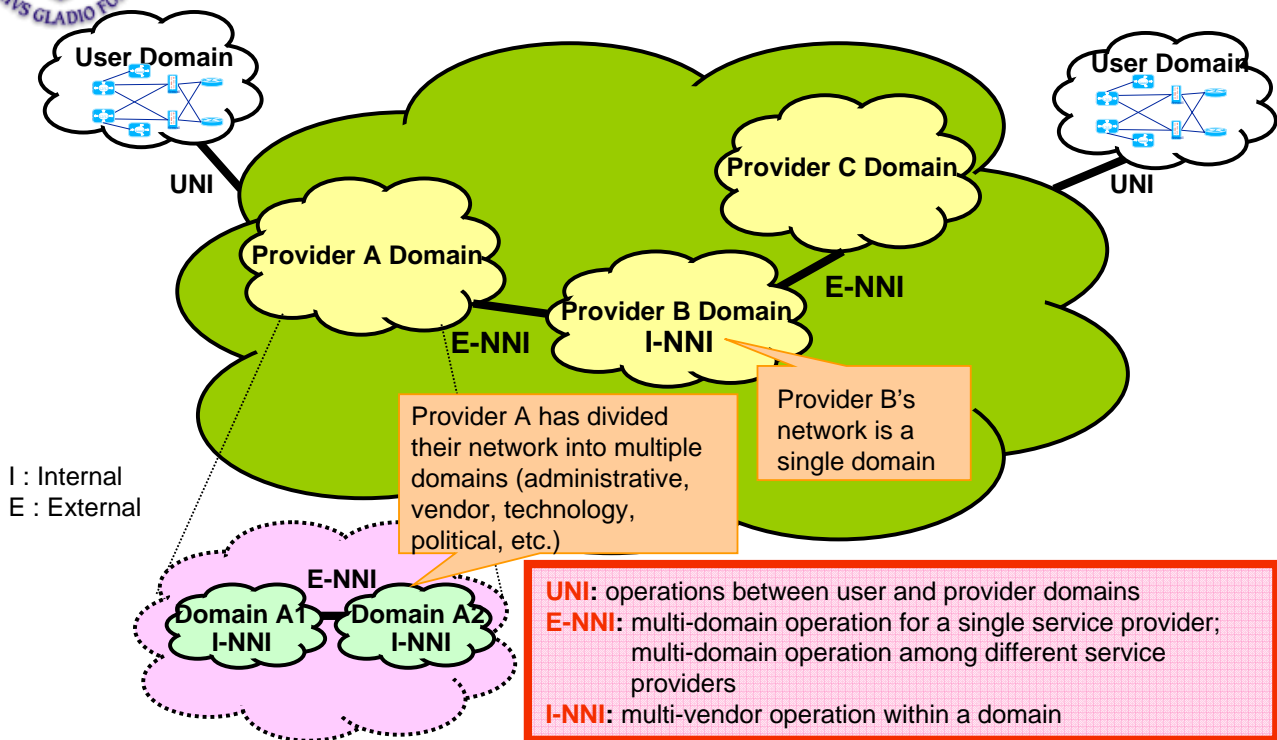 VS GLADIO
User Domain
User Domain
UNI
UNI
Provider C Domain
Provider A Domain
E-NNI
Provider B Domain
I-NNI
E-NNI
Provider A has divided
their network into multiple
domains (administrative,
vendor, technology,
political, etc.)
Provider B's
network is a
single domain
I : Internal
E : External
E-NNI
Domain A1
I-NNI
Domain A2
I-NNI
UNI: operations between user and provider domains
E-NNI: multi-domain operation for a single service provider;
multi-domain operation among different service
providers
I-NNI: multi-vendor operation within a domain